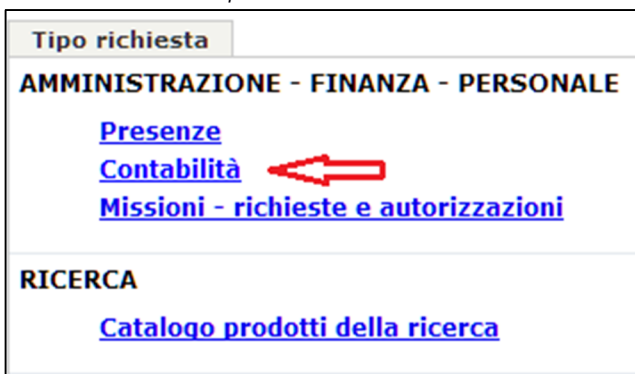 Tipo richiesta
AMMINISTRAZIONE - FINANZA - PERSONALE
Presenze
Contabilità
Missioni - richieste e autorizzazioni
RICERCA
Catalogo prodotti della ricerca